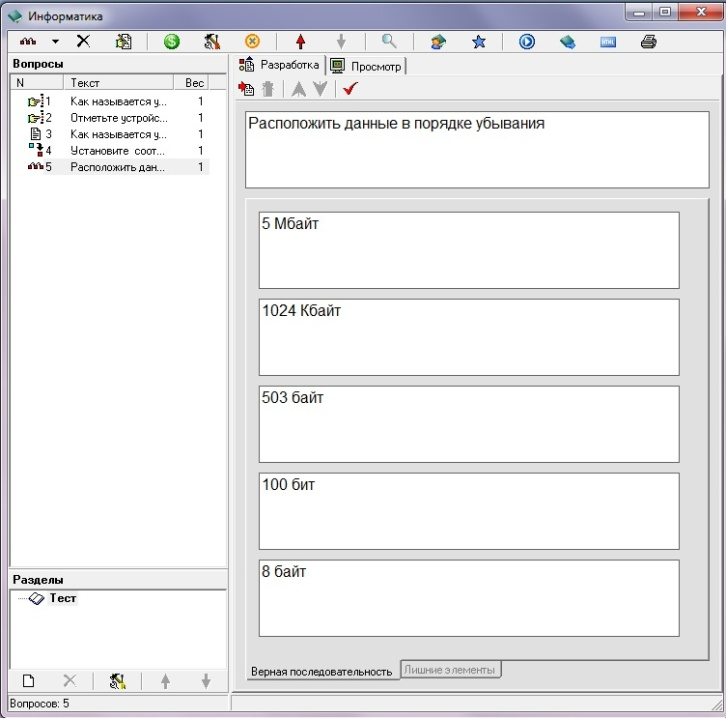 Информатика
Вопросы
N Текст Вес
1 Как называется у... 1
2 Отметьте устройс... 1
3 Как называется у... 1
4 Установите соот... 1
5 Расположить дан... 1
Разделы
Тест
Вопросов: 5
Разработка Просмотр
Расположить данные в порядке убывания
5 Мбайт
1024 Кбайт
503 байт
100 бит
8 байт
Верная последовательность Лишние элементы